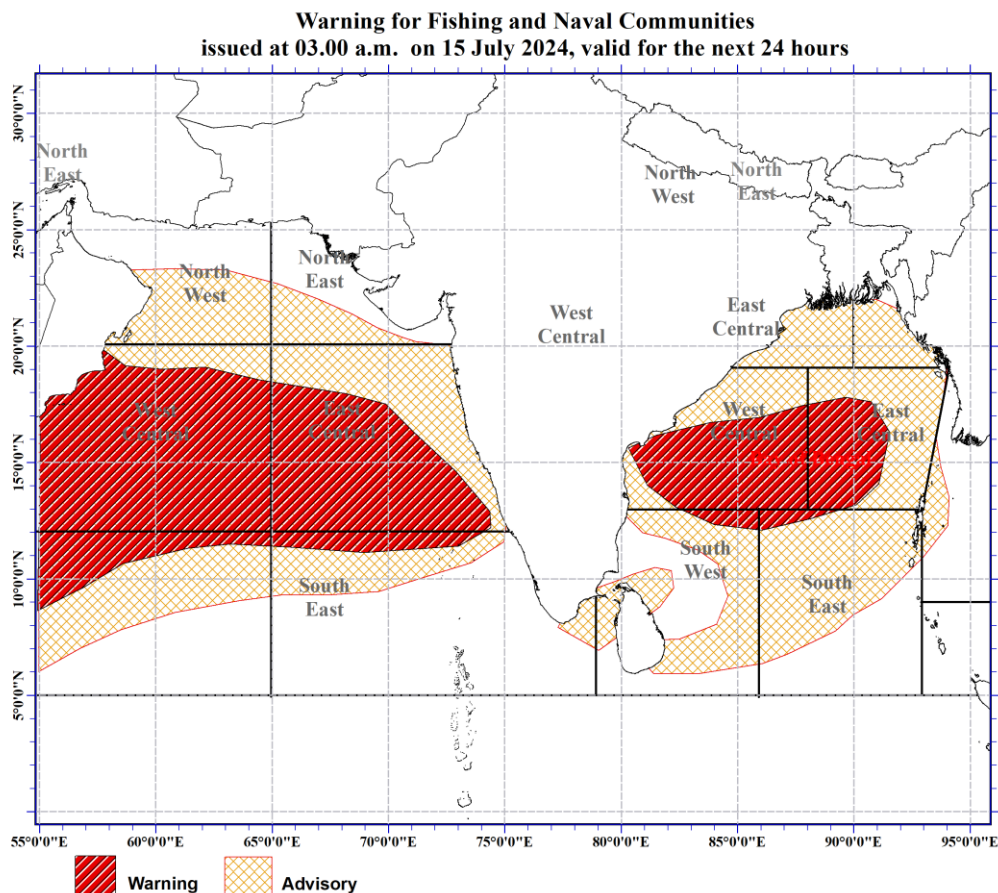 Warning for Fishing and Naval Communities
issued at 03.00 a.m. on 15 July 2024, valid for the next 24 hours
30°0'0"N
North
East
North
West
North
East
25°0'0"N
North
West
North
East
West
Central
East
Central
20°0'0"N
West
Central
East
Central
West
Central
East
Central
15°0'0"N
South
West
10°0'0"N
South
East
South
East
5°0'0"N
55°0'0"E
60°0'0"E
65°0'0"E
70°0'0"E
75°0'0"E
80°0'0"E
85°0'0"E
90°0'0"E
95°0'0"E
Warning
Advisory